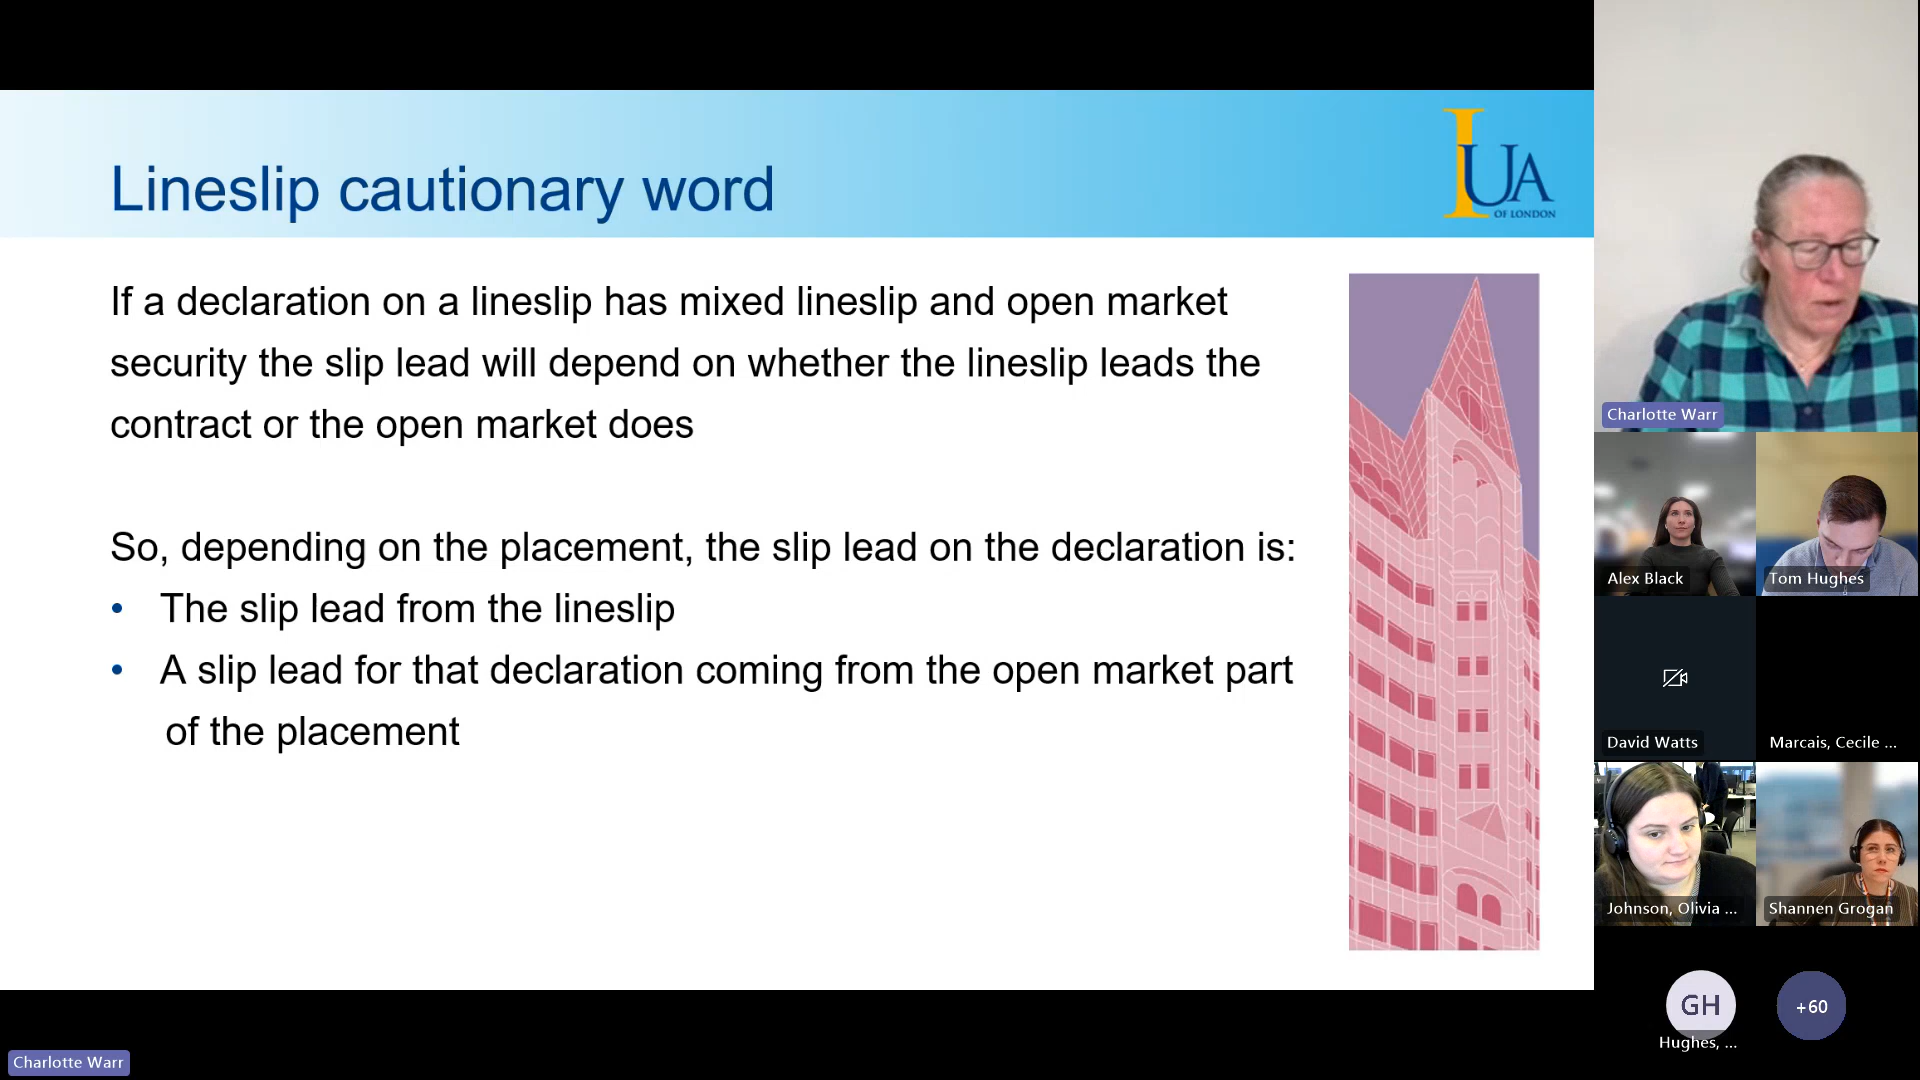 Lineslip cautionary word
IUA
OF LONDON
If a declaration on a lineslip has mixed lineslip and open market
security the slip lead will depend on whether the lineslip leads the
contract or the open market does
So, depending on the placement, the slip lead on the declaration is:
• The slip lead from the lineslip
• A slip lead for that declaration coming from the open market part
of the placement
Charlotte Warr
Alex Black
Tom Hughes
David Watts
Marcais, Cecile ...
Johnson, Olivia ...
Shannen Grogan
GH
+60
Hughes, ...
Charlotte Warr